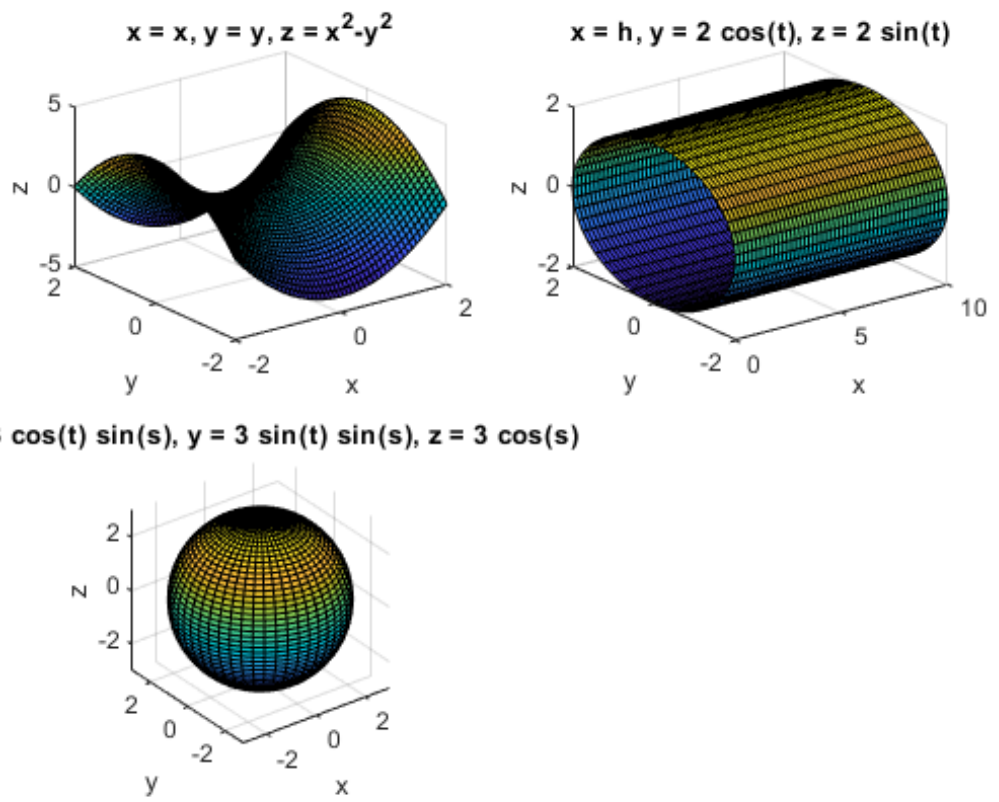 x = x, y = y, z = x²-y²
5
0
-5
z
2
0
-2
y
-2
0
2
x
x = h, y = 2 cos(t), z = 2 sin(t)
2
0
-2
z
2
0
-2
y
0
5
10
x
cos(t) sin(s), y = 3 sin(t) sin(s), z = 3 cos(s)
2
0
-2
z
2
0
-2
y
-2
0
2
x